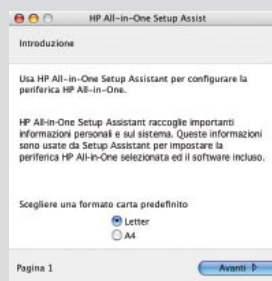 HP All-in-One Setup Assist
Introduzione
Usa HP All-in-One Setup Assistant per configurare la
periferica HP All-in-One.
HP All-in-One Setup Assistant raccoglie importanti
informazioni personali e sul sistema. Queste informazioni
sono usate da Setup Assistant per impostare la
periferica HP All-in-One selezionata ed il software incluso.
Scegliere una formato carta predefinito
Letter
A4
Pagina 1
Avanti